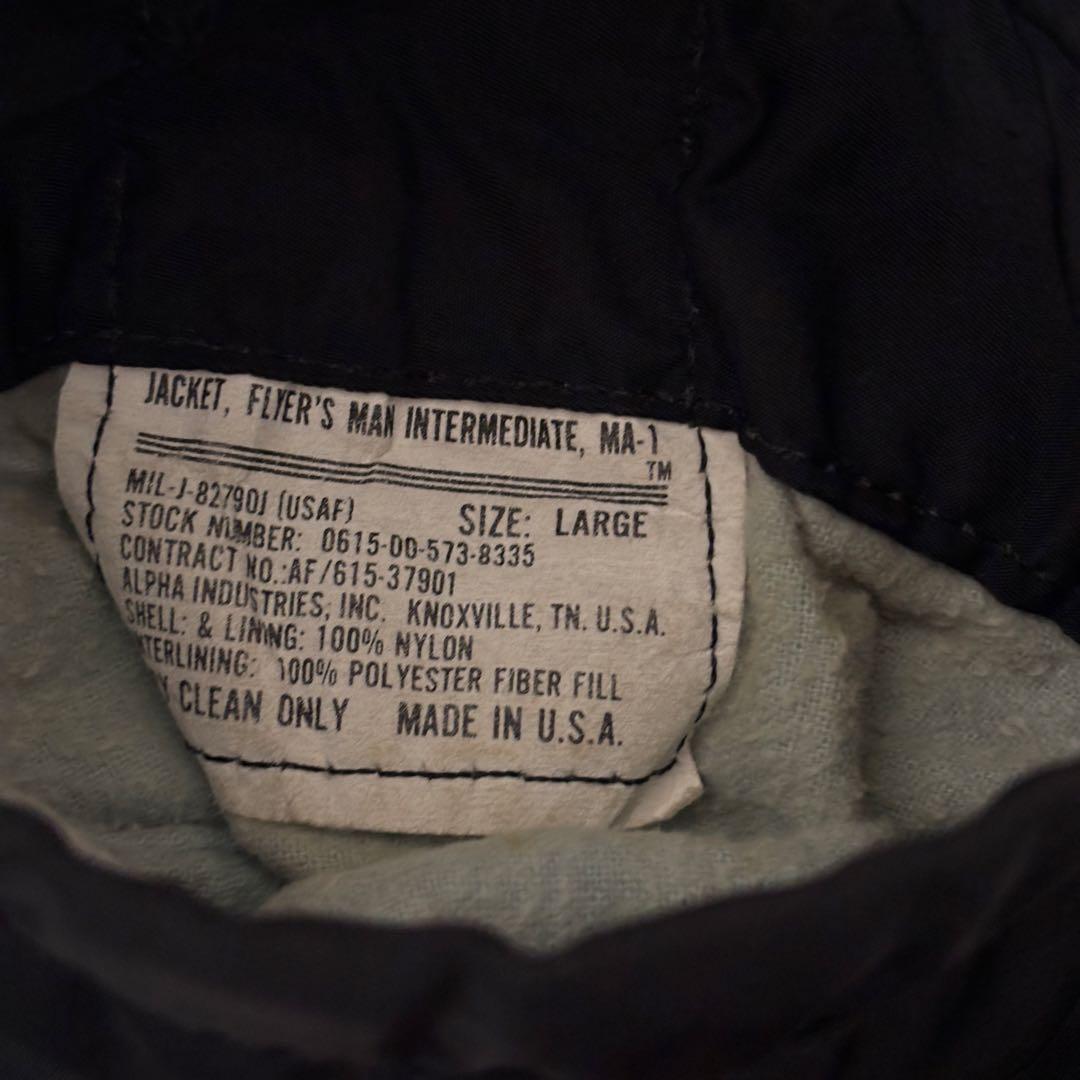 JACKET, FLYER'S MAN INTERMEDIATE, MA-1
TM
MIL-J-82790J (USAF)
SIZE: LARGE
STOCK NUMBER: 0615-00-573-8335
CONTRACT NO.:AF/615-37901
ALPHA INDUSTRIES, INC. KNOXVILLE, TN. U.S.A.
SHELL: & LINING: 100% NYLON
NTERLINING: 100% POLYESTER FIBER FILL
CLEAN ONLY MADE IN U.S.A.